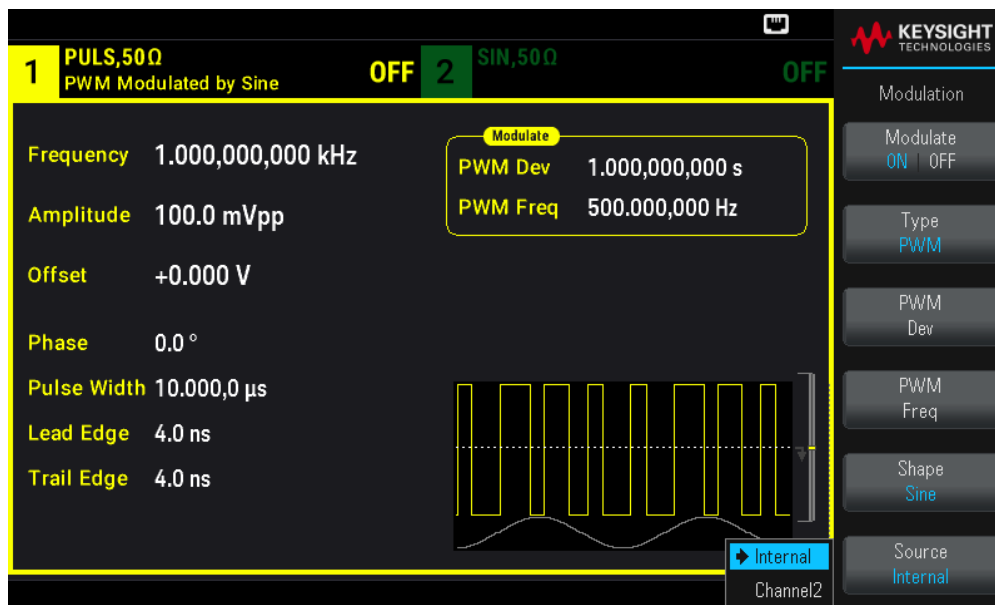 KEYSIGHT
TECHNOLOGIES
1
PULS,50Ω
PWM Modulated by Sine
OFF
2
SIN,50Ω
OFF
Frequency 1.000,000,000 kHz
Amplitude 100.0 mVpp
Offset +0.000 V
Phase 0.0 °
Pulse Width 10.000,0 µs
Lead Edge 4.0 ns
Trail Edge 4.0 ns
Modulate
PWM Dev 1.000,000,000 s
PWM Freq 500.000,000 Hz
Internal
Channel2
Modulation
Modulate
ON | OFF
Type
PWM
PWM
Dev
PWM
Freq
Shape
Sine
Source
Internal